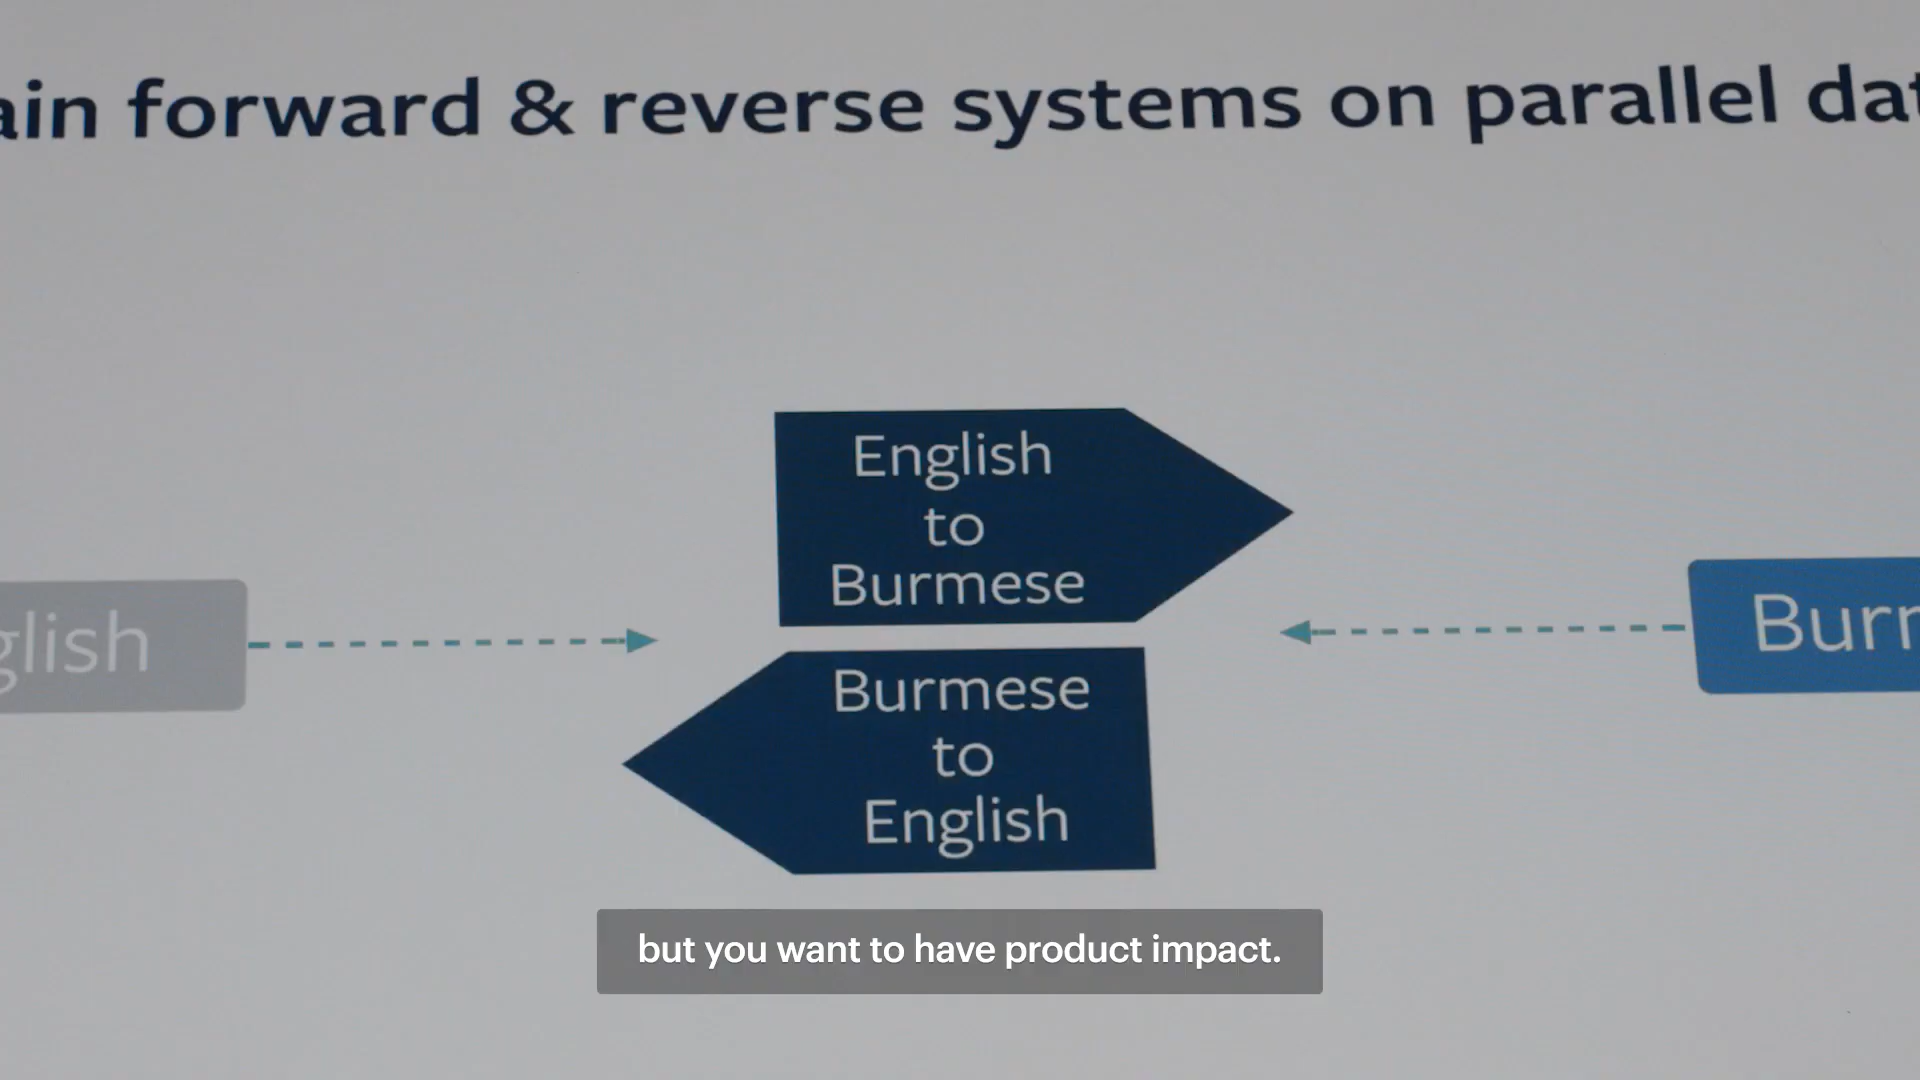 ain forward & reverse systems on parallel dat
English
to
Burmese
glish
Burm
Burmese
to
English
but you want to have product impact.